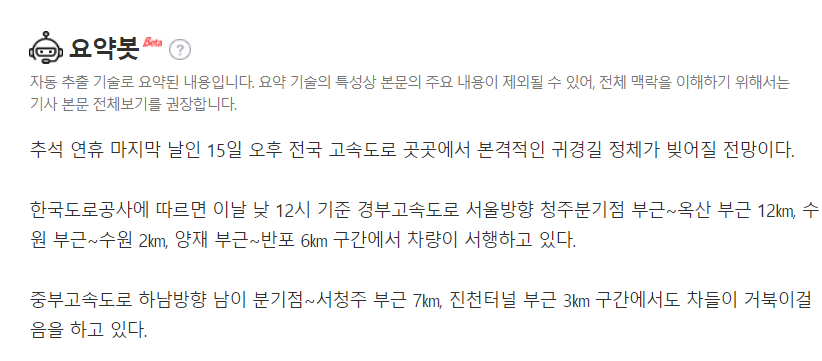 요약봇 Beta ?
자동 추출 기술로 요약된 내용입니다. 요약 기술의 특성상 본문의 주요 내용이 제외될 수 있어, 전체 맥락을 이해하기 위해서는
기사 본문 전체보기를 권장합니다.
추석 연휴 마지막 날인 15일 오후 전국 고속도로 곳곳에서 본격적인 귀경길 정체가 빚어질 전망이다.
한국도로공사에 따르면 이날 낮 12시 기준 경부고속도로 서울방향 청주분기점 부근~옥산 부근 12㎞, 수
원 부근~수원 2㎞, 양재 부근~반포 6㎞ 구간에서 차량이 서행하고 있다.
중부고속도로 하남방향 남이 분기점~서청주 부근 7㎞, 진천터널 부근 3㎞ 구간에서도 차들이 거북이걸
음을 하고 있다.